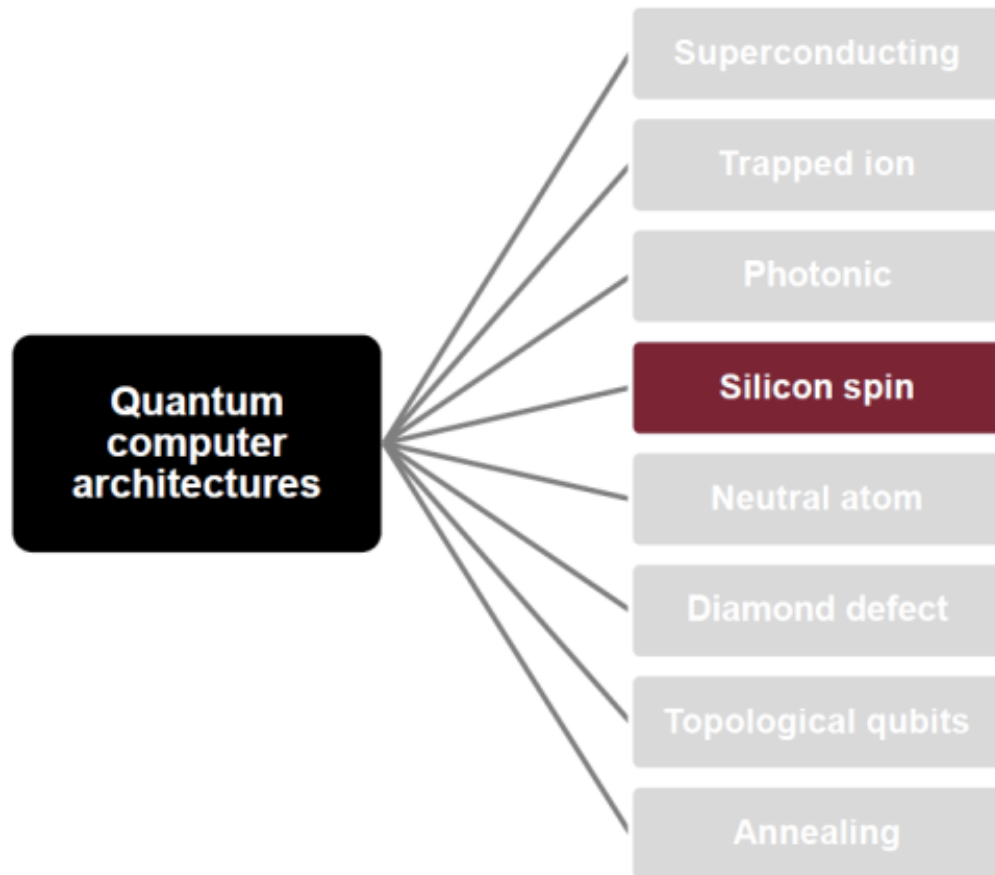 Quantum
computer
architectures
Superconducting
Trapped ion
Photonic
Silicon spin
Neutral atom
Diamond defect
Topological qubits
Annealing